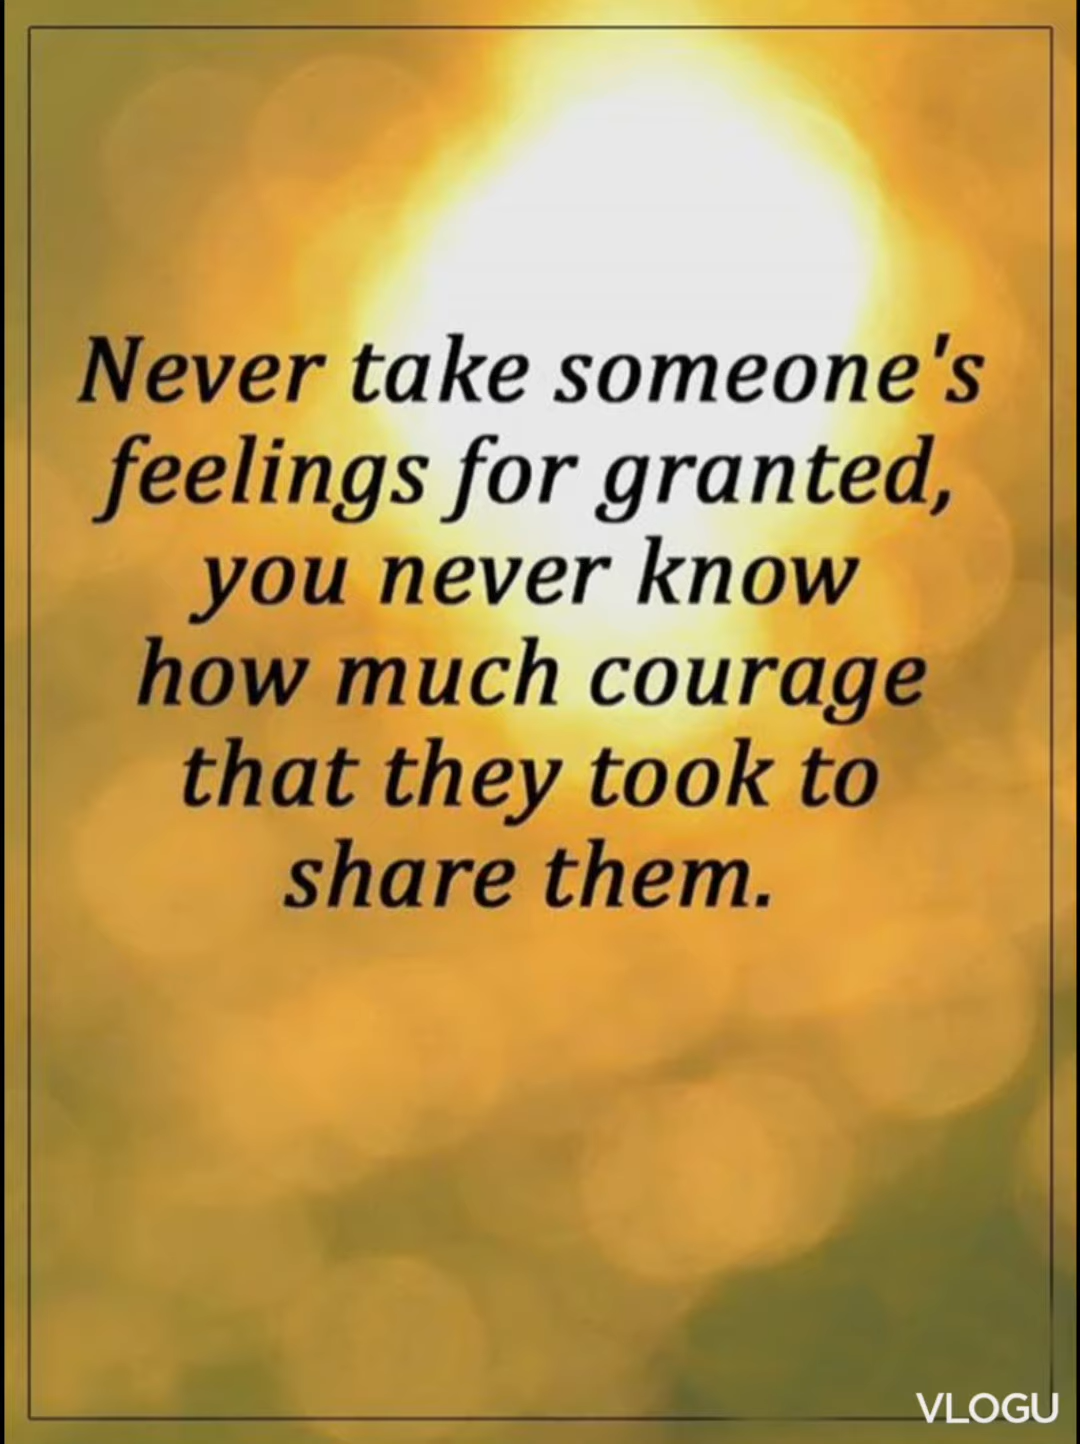 Never take someone's
feelings for granted,
you never know
how much courage
that they took to
share them.
VLOGU